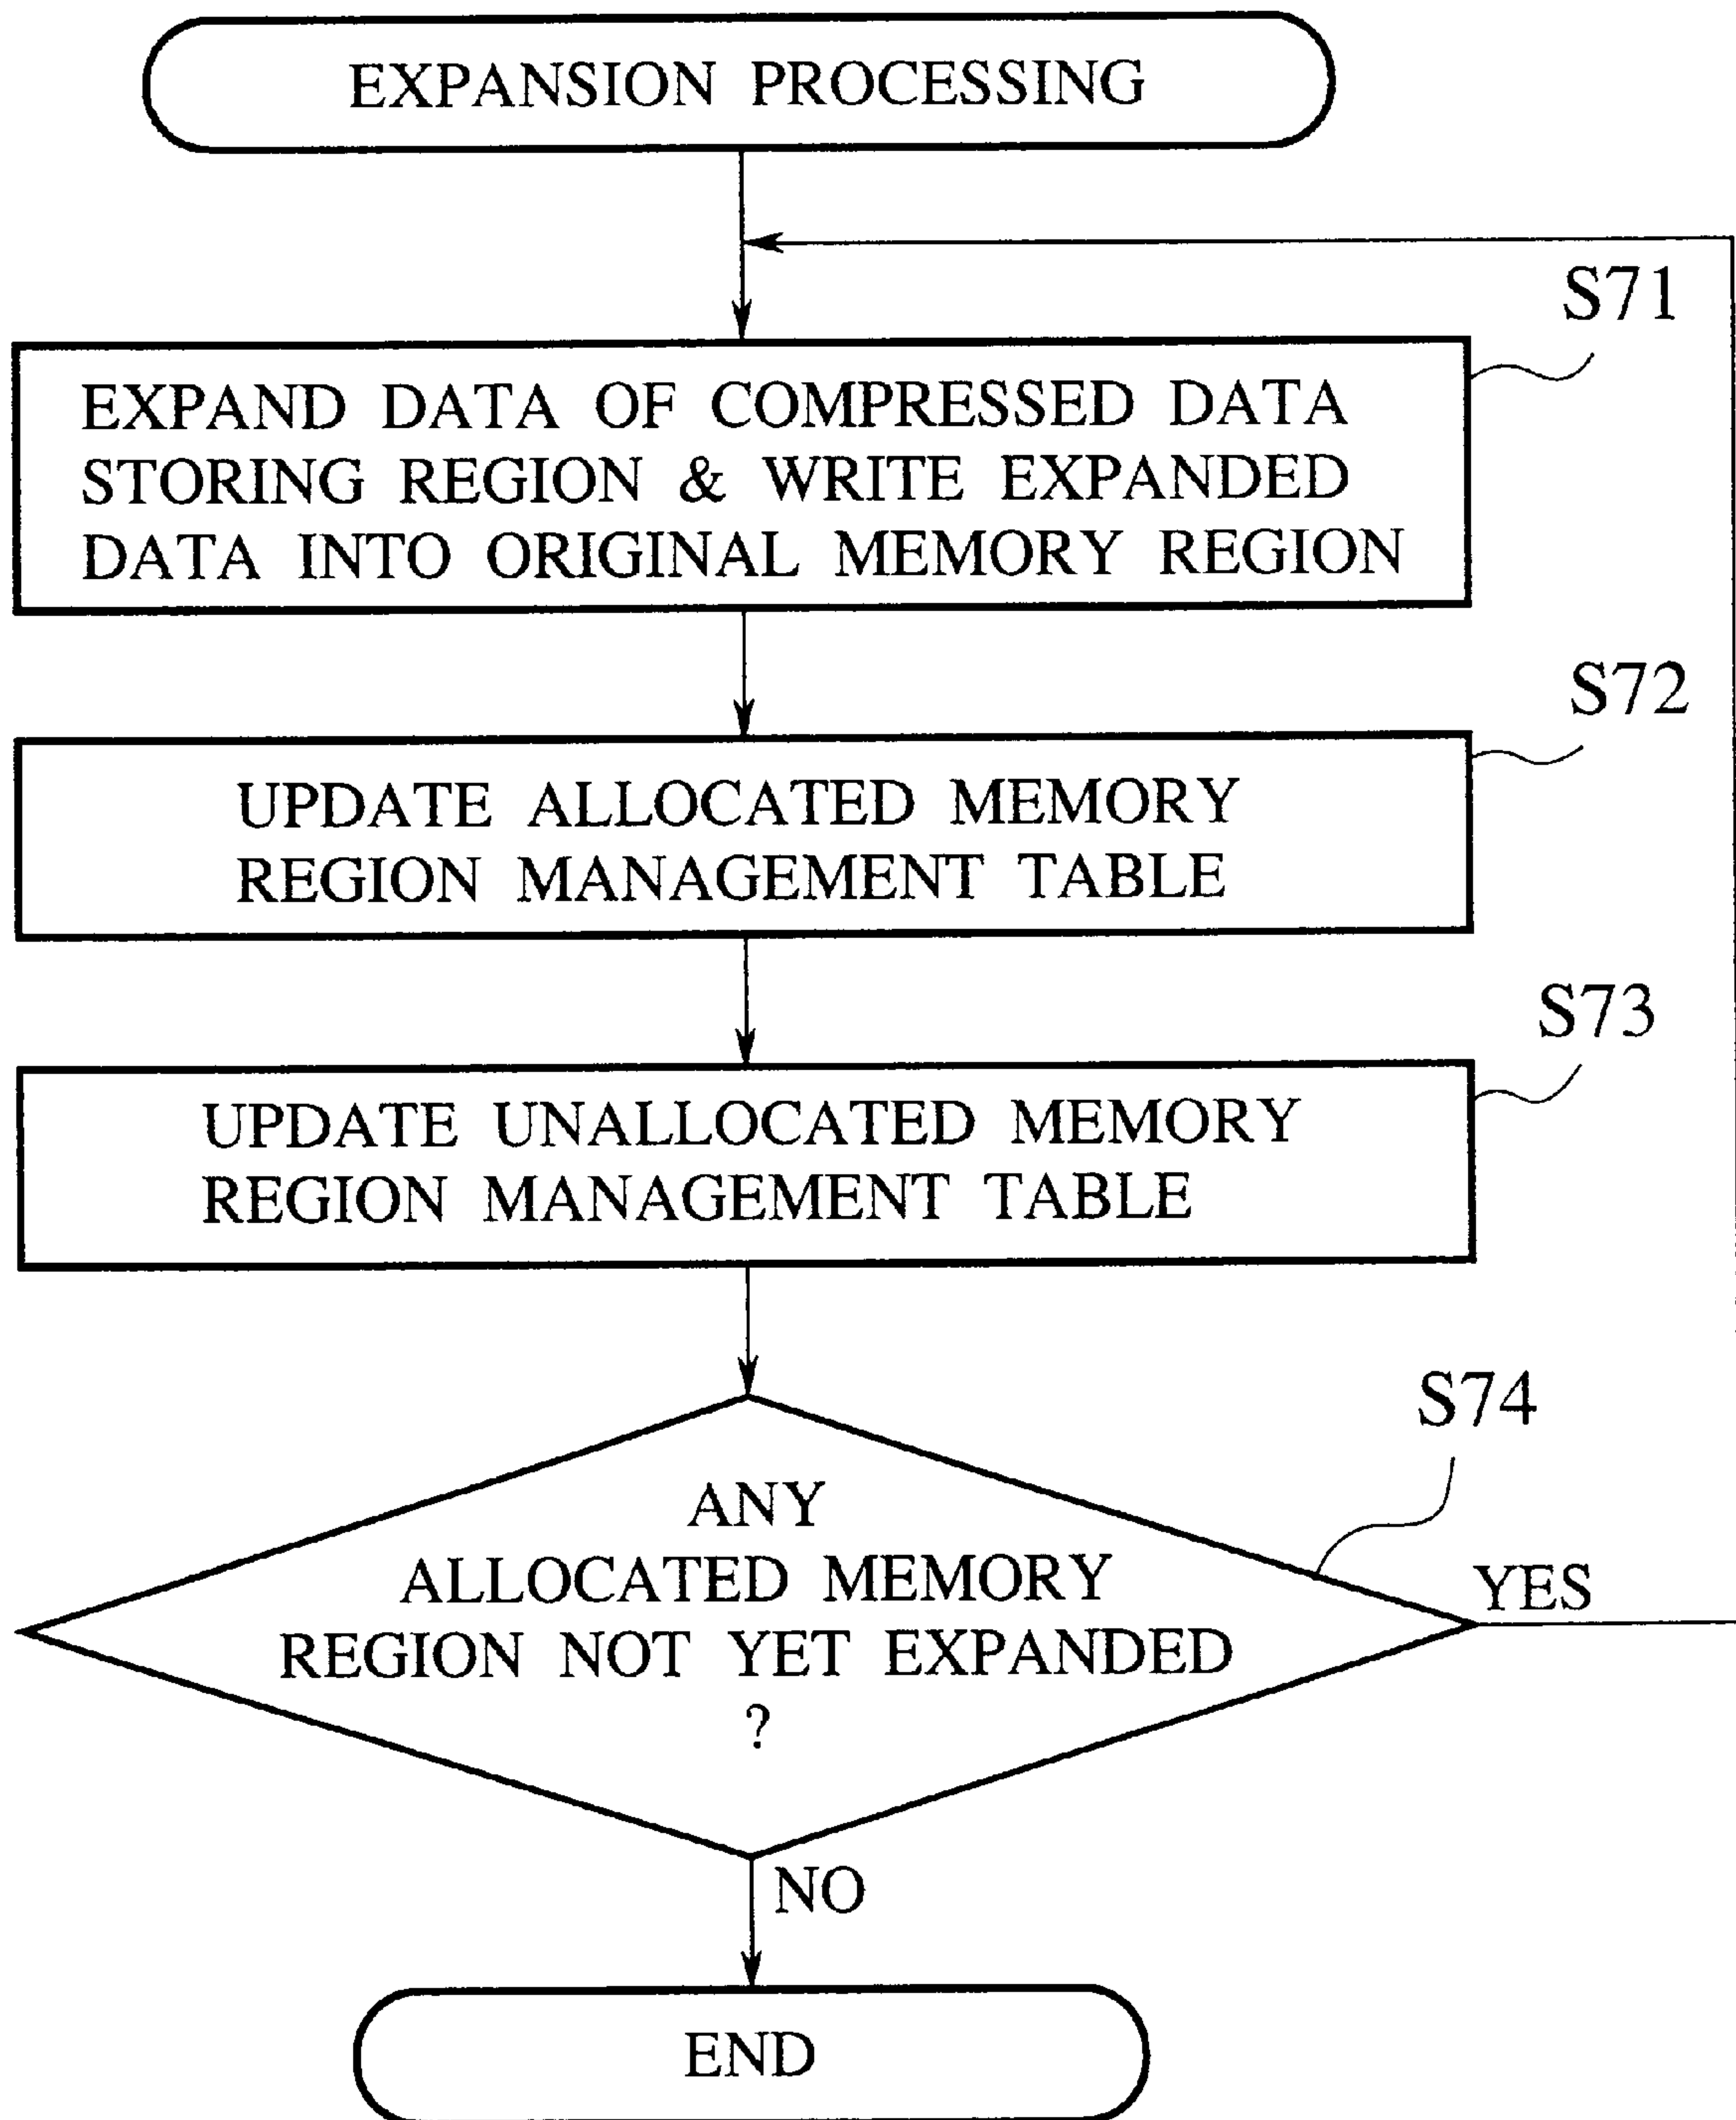 EXPANSION PROCESSING
S71
EXPAND DATA OF COMPRESSED DATA
STORING REGION & WRITE EXPANDED
DATA INTO ORIGINAL MEMORY REGION
S72
UPDATE ALLOCATED MEMORY
REGION MANAGEMENT TABLE
S73
UPDATE UNALLOCATED MEMORY
REGION MANAGEMENT TABLE
S74
ANY
ALLOCATED MEMORY
REGION NOT YET EXPANDED
?
YES
NO
END